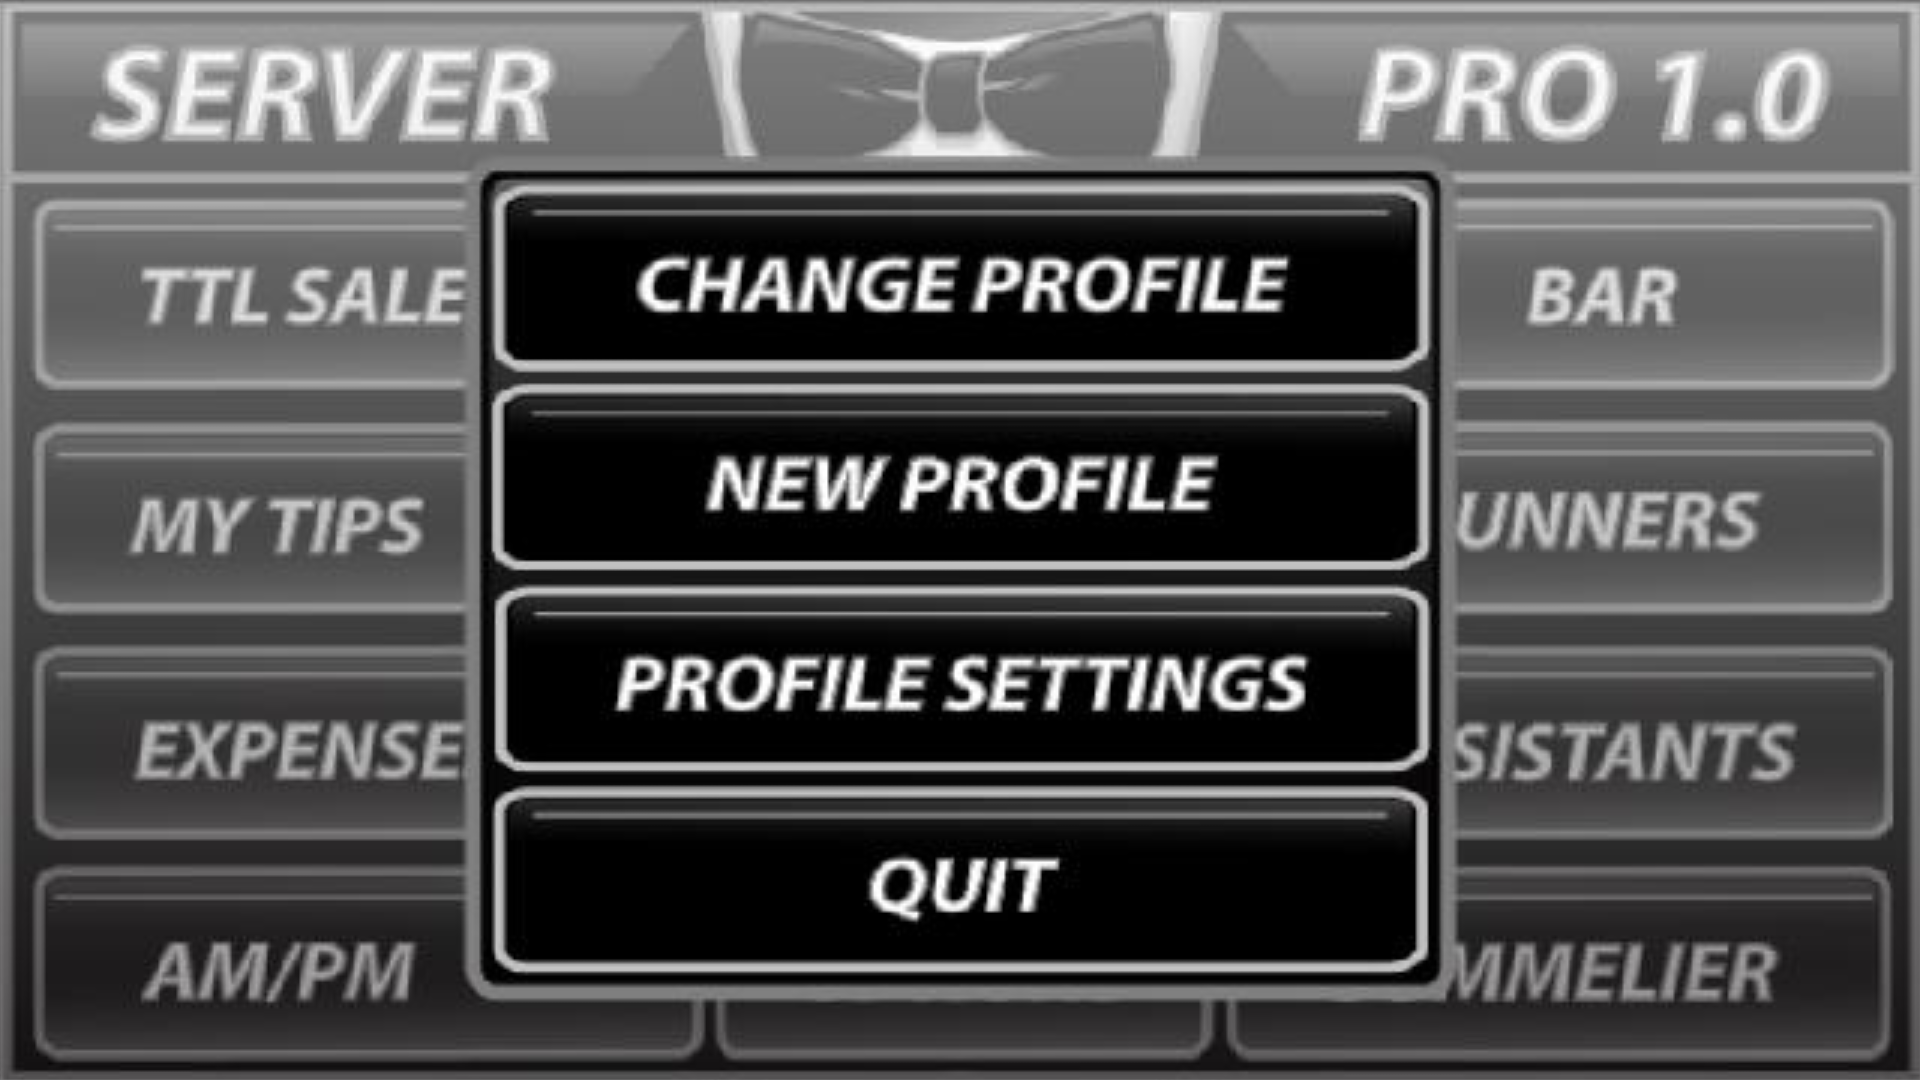 SERVER PRO 1.0
CHANGE PROFILE
NEW PROFILE
PROFILE SETTINGS
QUIT
TTL SALE
MY TIPS
EXPENSE
AM/PM
BAR
UNNERS
SISTANTS
MMELIER